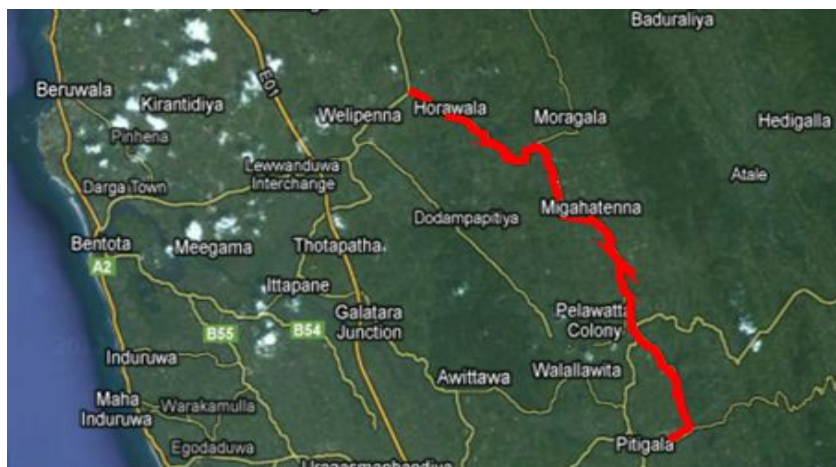 Baduraliya
E01
Beruwala
Kirantidiya
Welipenna
Horawala
Moragala
Hedigalla
Pinhena
Lewwanduwa
Interchange
Atale
Darga Town
Dodampapitiya
Migahatenna
Bentota
Meegama
Thotapatha
A2
Ittapane
Galatara
Junction
Pelawatta
Colony
B55
B54
Induruwa
Awittawa
Walallawita
Maha
Induruwa
Warakamulla
Egodaduwa
Pitigala